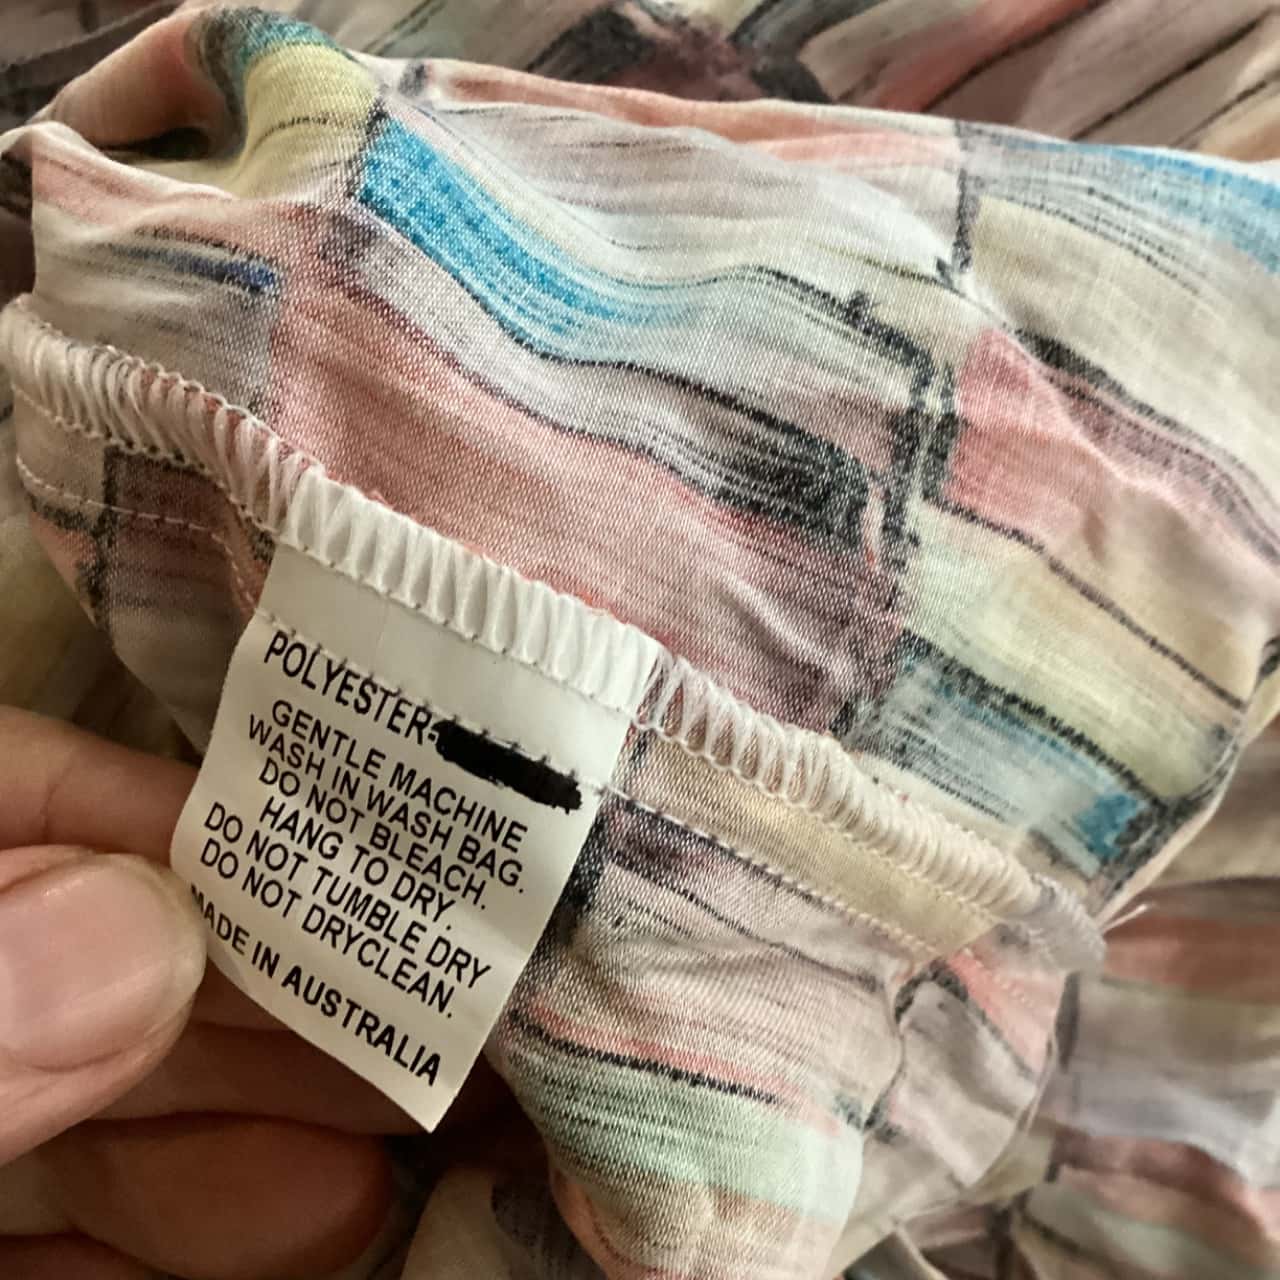 POLYESTER-
GENTLE MACHINE
WASH IN WASH BAG.
DO NOT BLEACH.
HANG TO DRY.
DO NOT TUMBLE DRY
DO NOT DRYCLEAN.
MADE IN AUSTRALIA